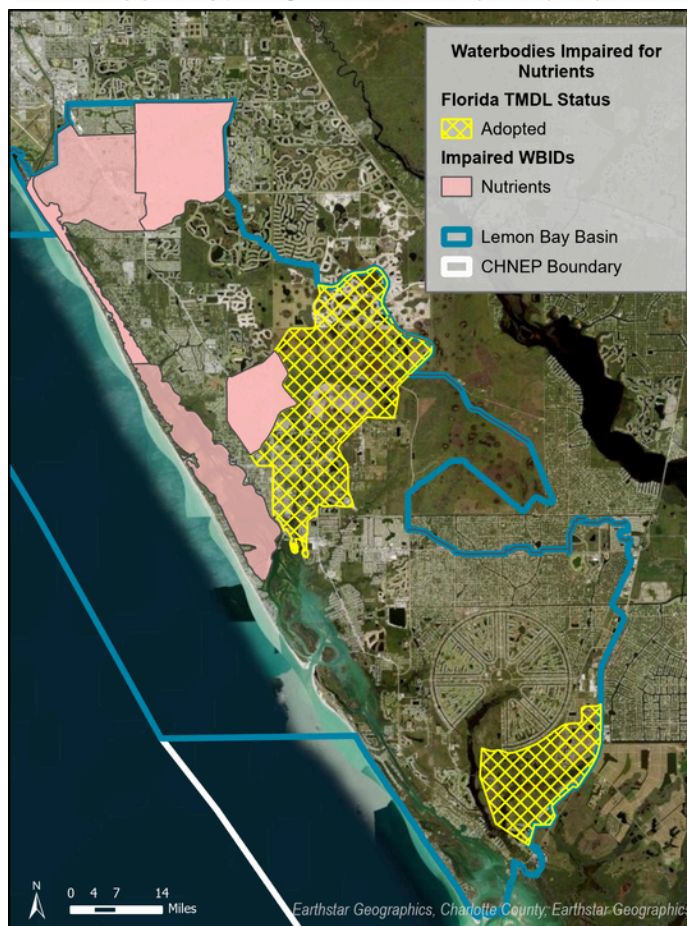 Waterbodies Impaired for
Nutrients
Florida TMDL Status
Adopted
Impaired WBIDs
Nutrients
Lemon Bay Basin
CHNEP Boundary
N
0 4 7 14
Miles
Earthstar Geographics, Charlotte County, Earthstar Geographics